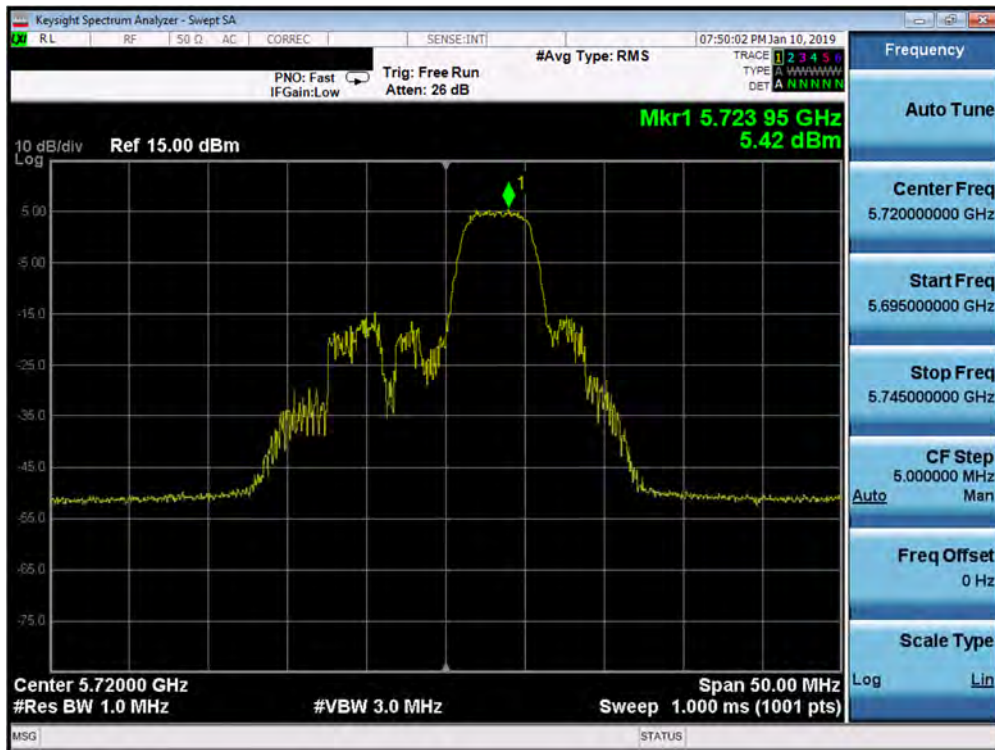 Keysight Spectrum Analyzer - Swept SA
LXI RL RF 50 Ω AC CORREC SENSE:INT 07:50:02 PM Jan 10, 2019
#Avg Type: RMS TRACE 1 2 3 4 5 6
PNO: Fast Trig: Free Run TYPE A WWWWW
IFGain:Low Atten: 26 dB DET A N N N N N
Mkr1 5.723 95 GHz
5.42 dBm
10 dB/div Ref 15.00 dBm
Log
1
5.00
-5.00
-15.0
-25.0
-35.0
-45.0
-55.0
-65.0
-75.0
Center 5.72000 GHz Span 50.00 MHz
#Res BW 1.0 MHz #VBW 3.0 MHz Sweep 1.000 ms (1001 pts)
MSG STATUS
Frequency
Auto Tune
Center Freq
5.720000000 GHz
Start Freq
5.695000000 GHz
Stop Freq
5.745000000 GHz
CF Step
5.000000 MHz
Auto Man
Freq Offset
0 Hz
Scale Type
Log Lin